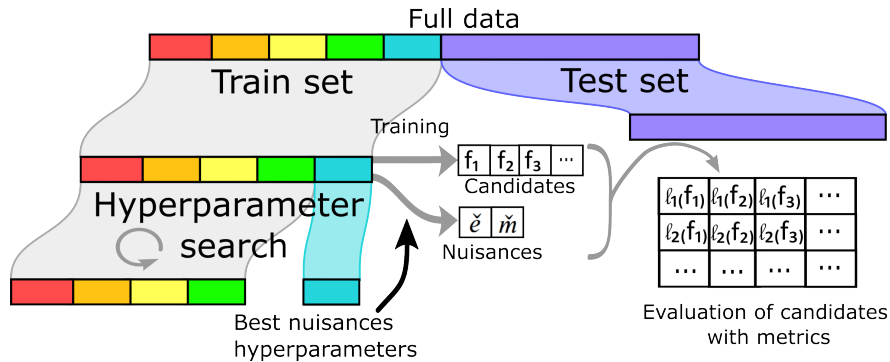 Full data
Train set
Test set
Training
f₁ f₂ f₃ ...
Candidates
Hyperparameter
search
ě m̌
Nuisances
ℓ₁(f₁) ℓ₁(f₂) ℓ₁(f₃) ...
ℓ₂(f₁) ℓ₂(f₂) ℓ₂(f₃) ...
... ... ... ...
Best nuisances
hyperparameters
Evaluation of candidates
with metrics